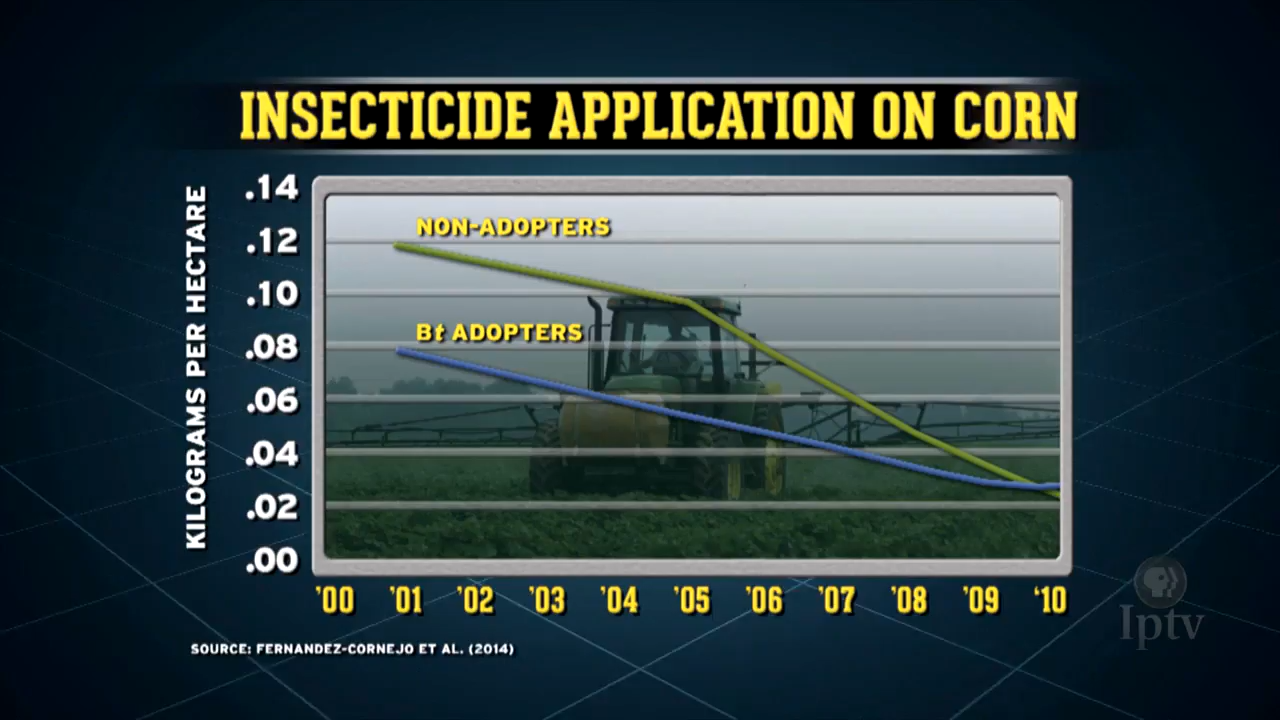 INSECTICIDE APPLICATION ON CORN
KILOGRAMS PER HECTARE
.14
.12
.10
.08
.06
.04
.02
.00
NON-ADOPTERS
Bt ADOPTERS
'00 '01 '02 '03 '04 '05 '06 '07 '08 '09 '10
SOURCE: FERNANDEZ-CORNEJO ET AL. (2014)
Iptv